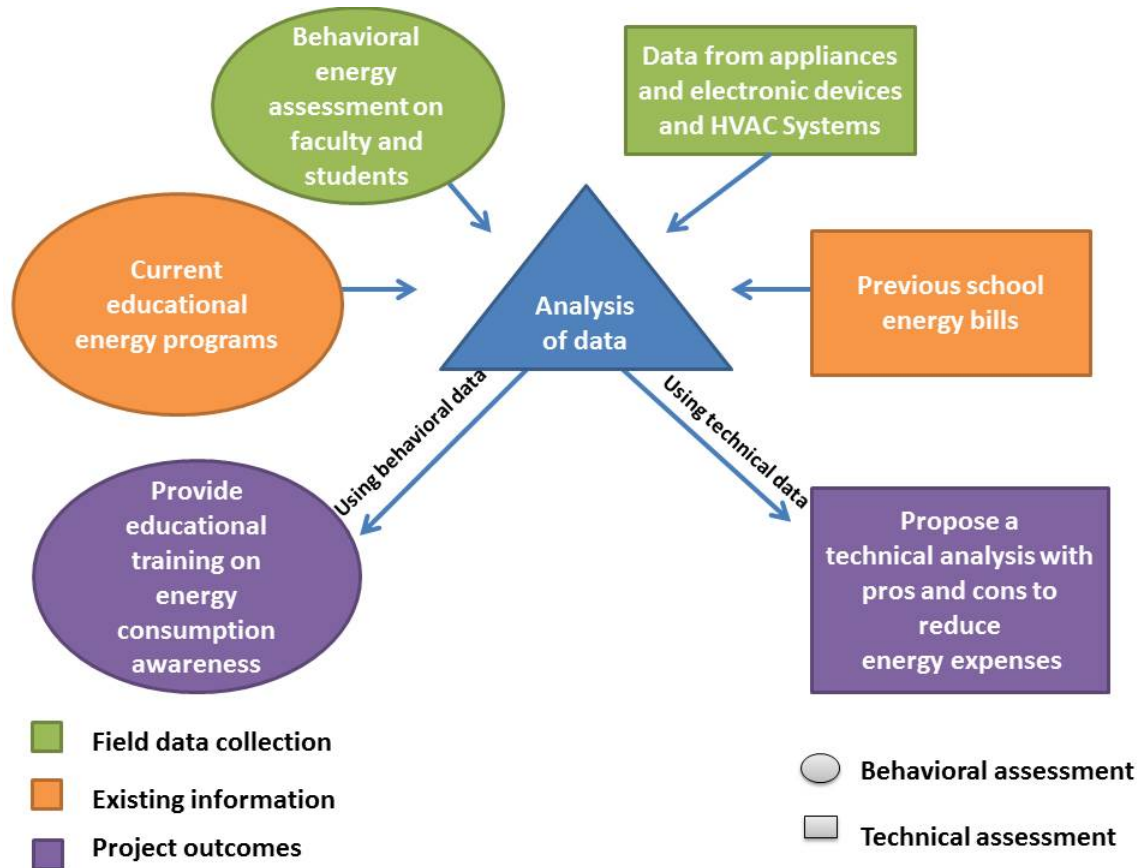 Behavioral
energy
assessment on
faculty and
students
Data from appliances
and electronic devices
and HVAC Systems
Current
educational
energy programs
Analysis
of data
Previous school
energy bills
Using behavioral data
Using technical data
Provide
educational
training on
energy
consumption
awareness
Propose a
technical analysis with
pros and cons to
reduce
energy expenses
Field data collection
Existing information
Project outcomes
Behavioral assessment
Technical assessment